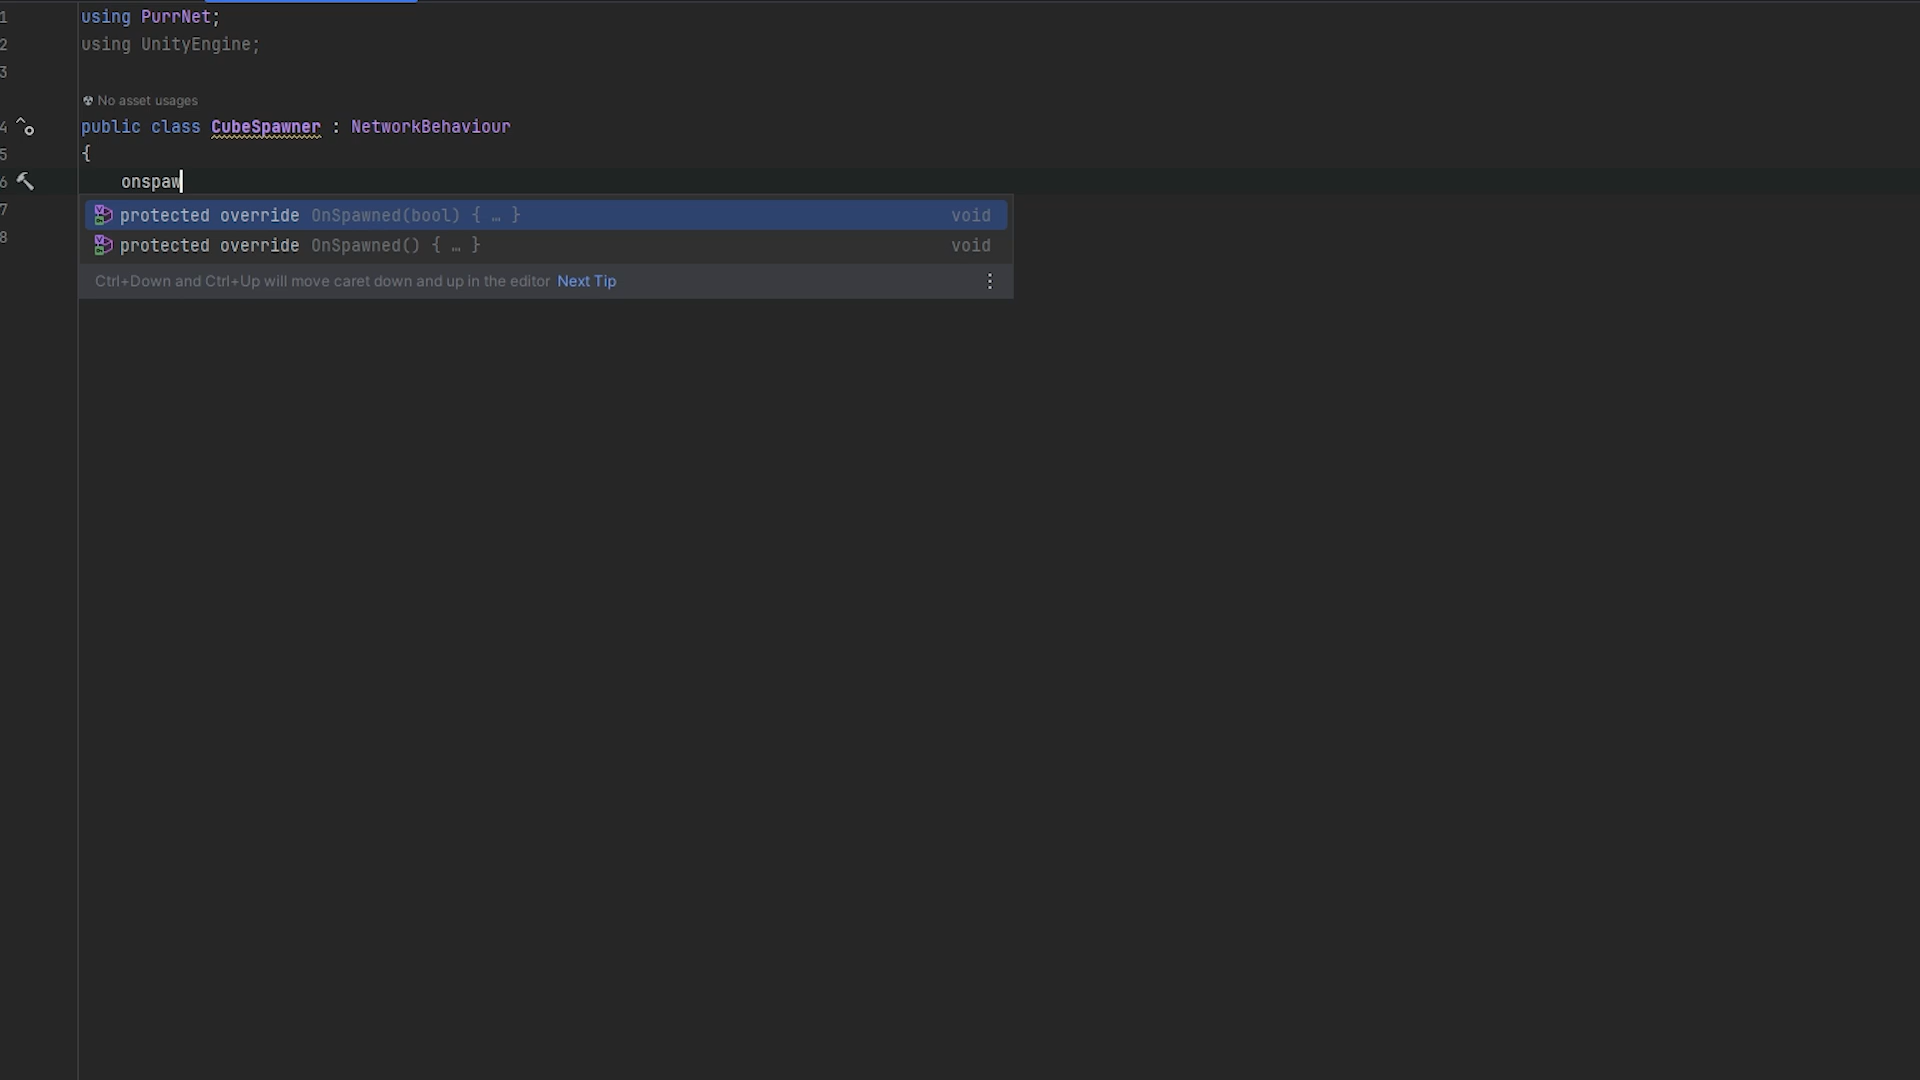 1 using PurrNet;
2 using UnityEngine;
3
No asset usages
4 public class CubeSpawner : NetworkBehaviour
5 {
6 onspaw
7
protected override OnSpawned(bool) { … } void
8
protected override OnSpawned() { … } void
Ctrl+Down and Ctrl+Up will move caret down and up in the editor Next Tip